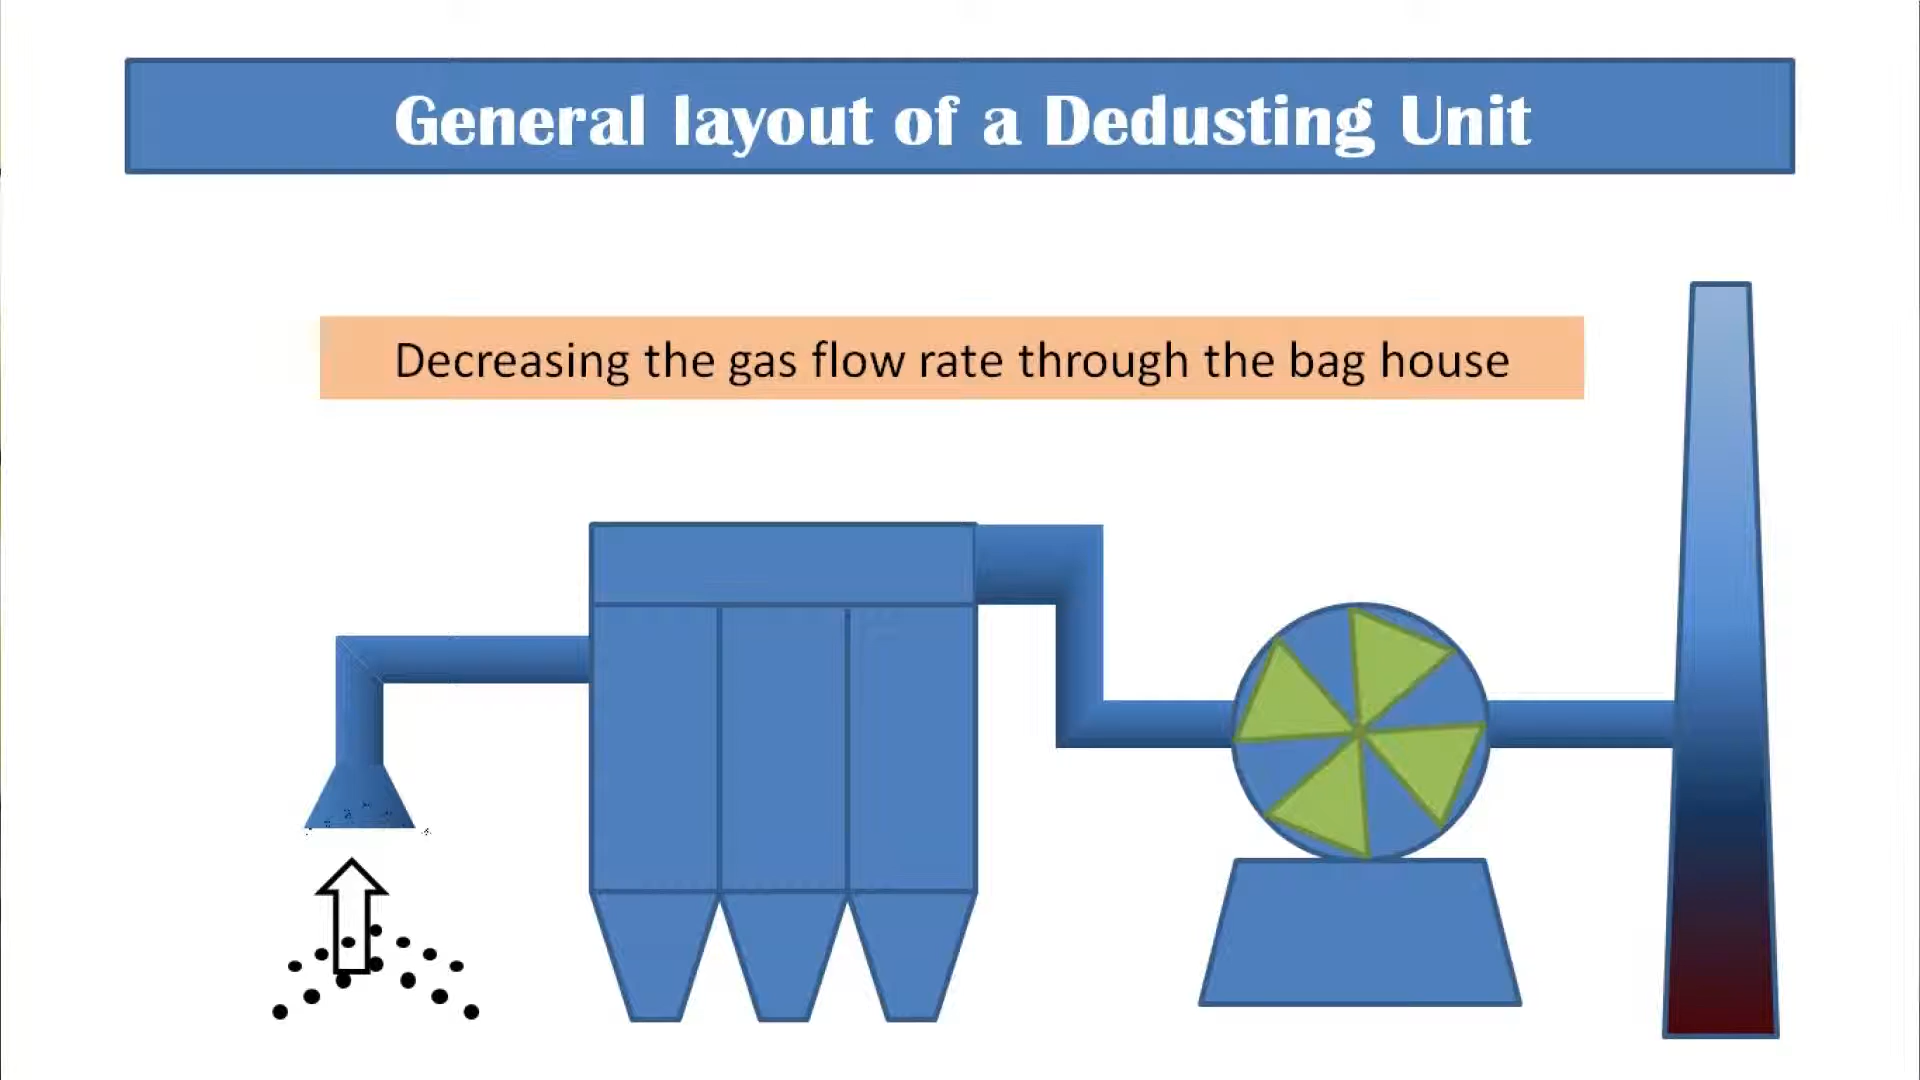 General layout of a Dedusting Unit
Decreasing the gas flow rate through the bag house